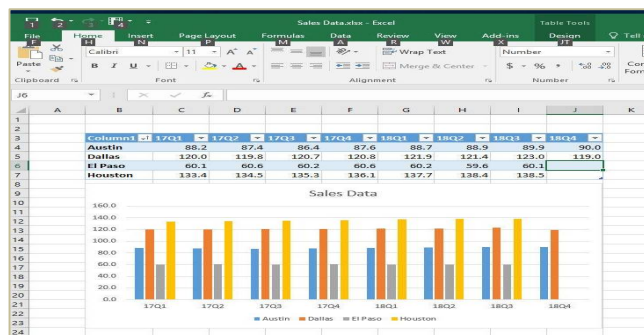 1 2 3 4
Sales Data.xlsx - Excel
Table Tools
File Home Insert Page Layout Formulas Data Review View Add-ins Design Tell
F H N P M A R W X JT
Paste
Calibri 11 A A
Wrap Text
Number
B I U A
Merge & Center
$ % , .00
Clipboard Font Alignment Number
J6 fx
A B C D E F G H I J K
1
2
3 Column1 17Q1 17Q2 17Q3 17Q4 18Q1 18Q2 18Q3 18Q4
4 Austin 88.2 87.4 86.4 87.6 88.7 88.9 89.9 90.0
5 Dallas 120.0 119.8 120.7 120.8 121.9 121.4 123.0 119.0
6 El Paso 60.1 60.6 60.2 60.6 60.2 59.6 60.1
7 Houston 133.4 134.5 135.3 136.1 137.7 138.4 138.5
8
9 Sales Data
10
11 160.0
12 140.0
13 120.0
14 100.0
15
16 80.0
17 60.0
18 40.0
19 20.0
20 0.0
21 17Q1 17Q2 17Q3 17Q4 18Q1 18Q2 18Q3 18Q4
22
23 Austin Dallas El Paso Houston
24